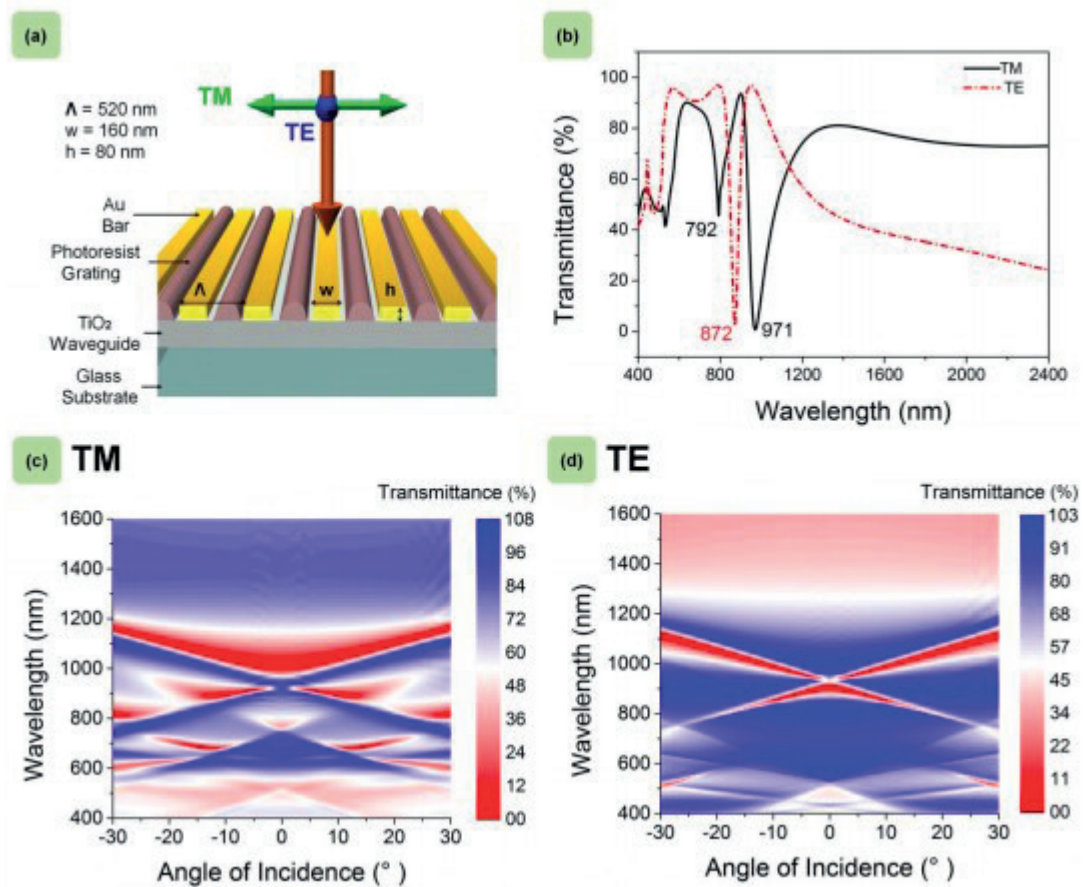 (a)
TM
TE
Λ = 520 nm
w = 160 nm
h = 80 nm
Au
Bar
Photoresist
Grating
TiO₂
Waveguide
Glass
Substrate
Λ
w
h
(b)
Transmittance (%)
100
80
60
40
20
0
TM
TE
792
872
971
400 800 1200 1600 2000 2400
Wavelength (nm)
(c) TM
Transmittance (%)
Wavelength (nm)
1600
1400
1200
1000
800
600
400
-30 -20 -10 0 10 20 30
Angle of Incidence (°)
108
96
84
72
60
48
36
24
12
00
(d) TE
Transmittance (%)
Wavelength (nm)
1600
1400
1200
1000
800
600
400
-30 -20 -10 0 10 20 30
Angle of Incidence (°)
103
91
80
68
57
45
33
22
11
00